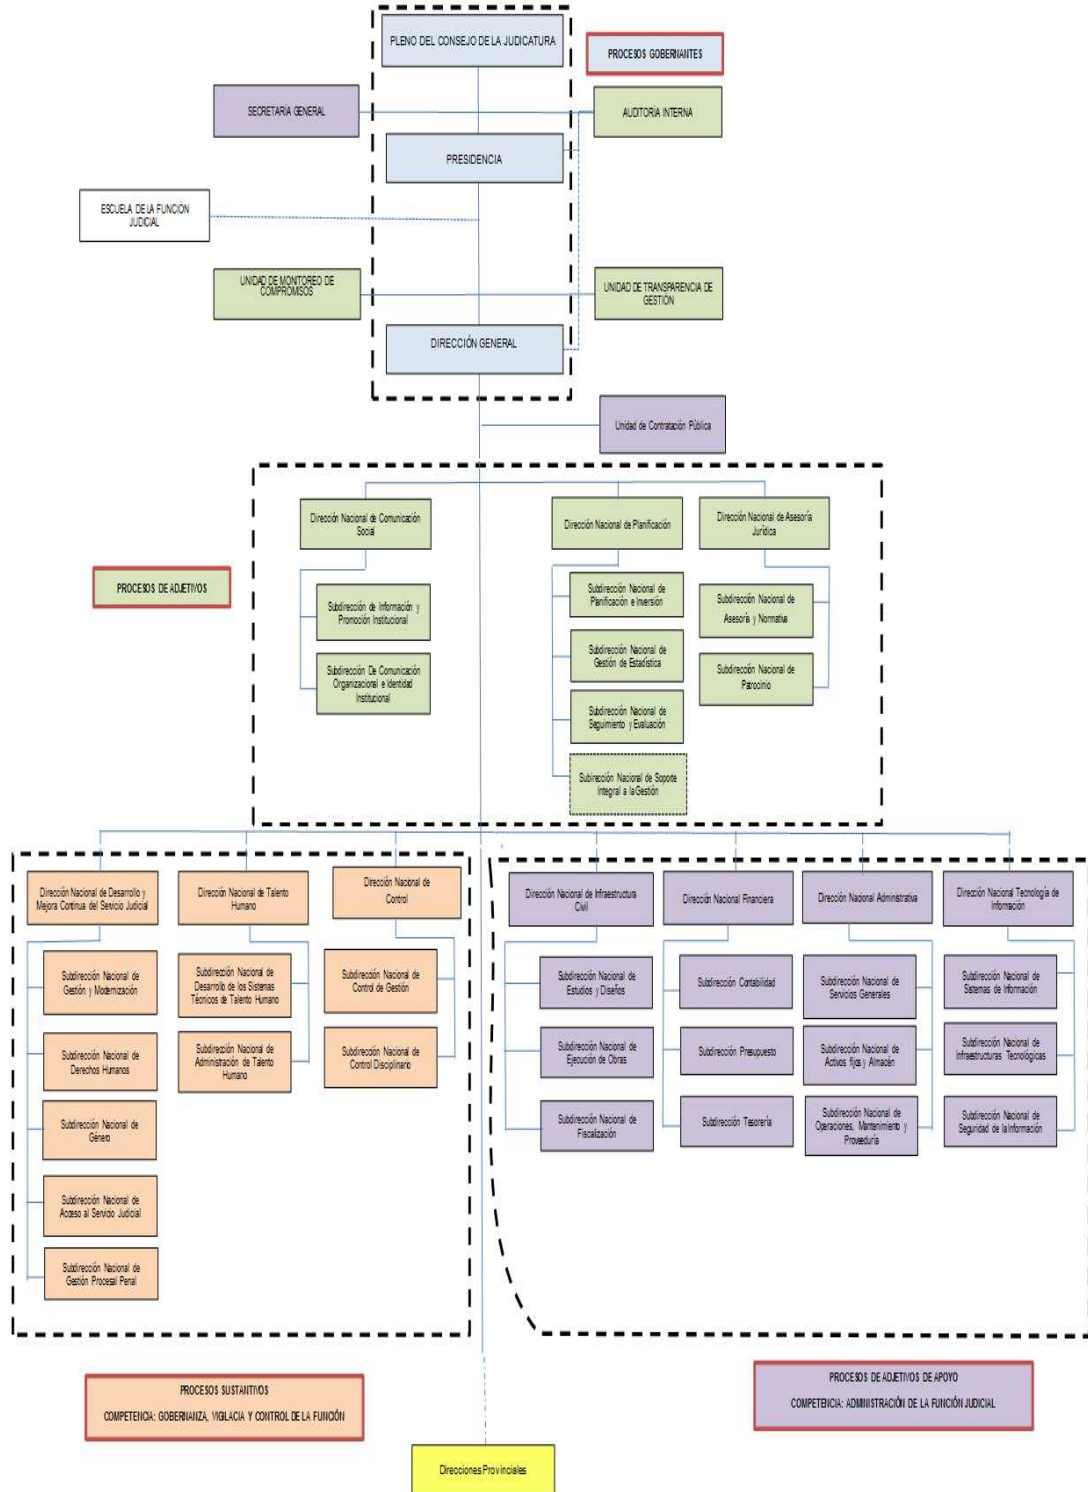 PLENO DEL CONSEJO DE LA JUDICATURA
PROCESOS GOBERNANTES
SECRETARÍA GENERAL
AUDITORÍA INTERNA
PRESIDENCIA
ESCUELA DE LA FUNCIÓN
JUDICIAL
UNIDAD DE MONITOREO DE
COMPROMISOS
UNIDAD DE TRANSPARENCIA DE
GESTIÓN
DIRECCIÓN GENERAL
Unidad de Contratación Pública
Dirección Nacional de Comunicación
Social
Dirección Nacional de Planificación
Dirección Nacional de Asesoría
Jurídica
PROCESOS DE ADJETIVOS
Subdirección de Información y
Promoción Institucional
Subdirección De Comunicación
Organizacional e Identidad
Institucional
Subdirección Nacional de
Planificación e Inversión
Subdirección Nacional de
Gestión de Estadística
Subdirección Nacional de
Seguimiento y Evaluación
Subirección Nacional de Soporte
Integral a la Gestión
Subdirección Nacional de
Asesoría y Normativa
Subdirección Nacional de
Patrocinio
Dirección Nacional de Desarrollo y
Mejora Continua del Servicio Judicial
Dirección Nacional de Talento
Humano
Dirección Nacional de
Control
Dirección Nacional de Infraestructura
Civil
Dirección Nacional Financiera
Dirección Nacional Administrativa
Dirección Nacional Tecnología de
Información
Subdirección Nacional de
Gestión y Modernización
Subdirección Nacional de
Derechos Humanos
Subdirección Nacional de
Género
Subdirección Nacional de
Acceso al Servicio Judicial
Subdirección Nacional de
Gestión Procesal Penal
Subdirección Nacional de
Desarrollo de los Sistemas
Técnicos de Talento Humano
Subdirección Nacional de
Administración de Talento
Humano
Subdirección Nacional de
Control de Gestión
Subdirección Nacional de
Control Disciplinario
Subdirección Nacional de
Estudios y Diseños
Subdirección Nacional de
Ejecución de Obras
Subdirección Nacional de
Fiscalización
Subdirección Contabilidad
Subdirección Presupuesto
Subdirección Tesorería
Subdirección Nacional de
Servicios Generales
Subdirección Nacional de
Activos fijos y Almacén
Subdirección Nacional de
Operaciones, Mantenimiento y
Proveeduría
Subdirección Nacional de
Sistemas de Información
Subdirección Nacional de
Infraestructuras Tecnológicas
Subdirección Nacional de
Seguridad de la Información
PROCESOS SUSTANTIVOS
COMPETENCIA: GOBERNANZA, VIGILACIA Y CONTROL DE LA FUNCIÓN
PROCESOS DE ADJETIVOS DE APOYO
COMPETENCIA: ADMINISTRACIÓN DE LA FUNCIÓN JUDICIAL
Direcciones Provinciales